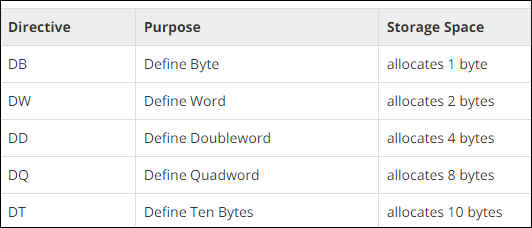 Directive Purpose Storage Space
DB Define Byte allocates 1 byte
DW Define Word allocates 2 bytes
DD Define Doubleword allocates 4 bytes
DQ Define Quadword allocates 8 bytes
DT Define Ten Bytes allocates 10 bytes